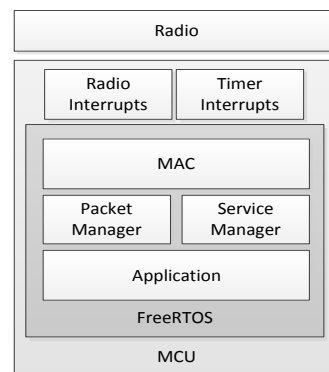 Radio
Radio
Interrupts
Timer
Interrupts
MAC
Packet
Manager
Service
Manager
Application
FreeRTOS
MCU